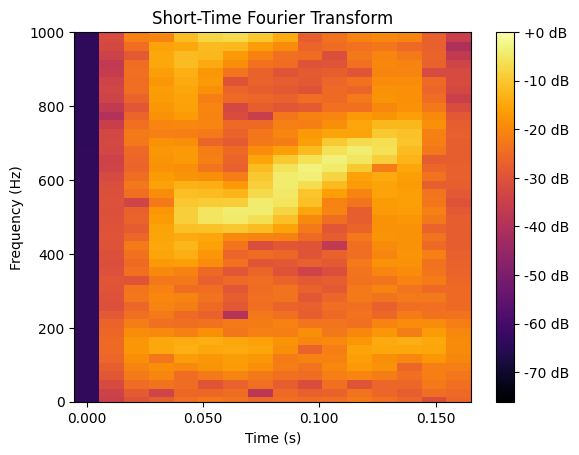 Short-Time Fourier Transform
1000
800
600
400
200
0
Frequency (Hz)
0.000
0.050
0.100
0.150
Time (s)
+0 dB
-10 dB
-20 dB
-30 dB
-40 dB
-50 dB
-60 dB
-70 dB